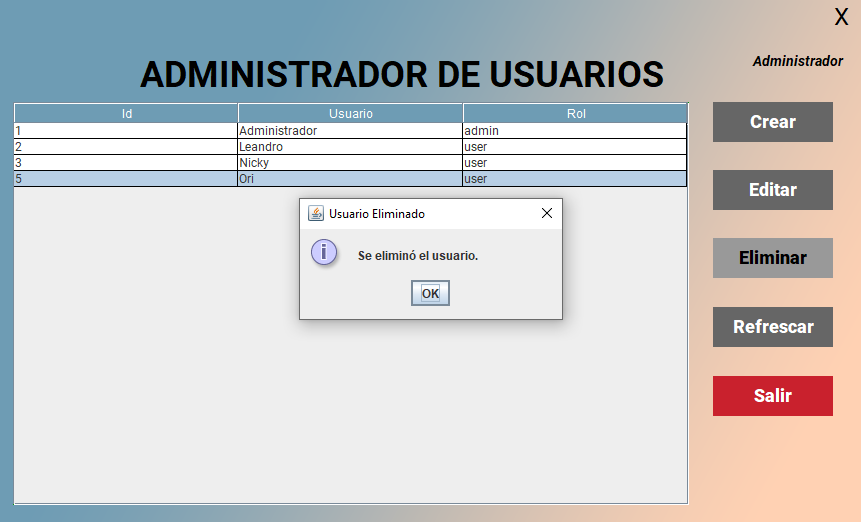 X
ADMINISTRADOR DE USUARIOS
Administrador
Id Usuario Rol
1 Administrador admin
2 Leandro user
3 Nicky user
5 Ori user
Usuario Eliminado
Se eliminó el usuario.
OK
Crear
Editar
Eliminar
Refrescar
Salir